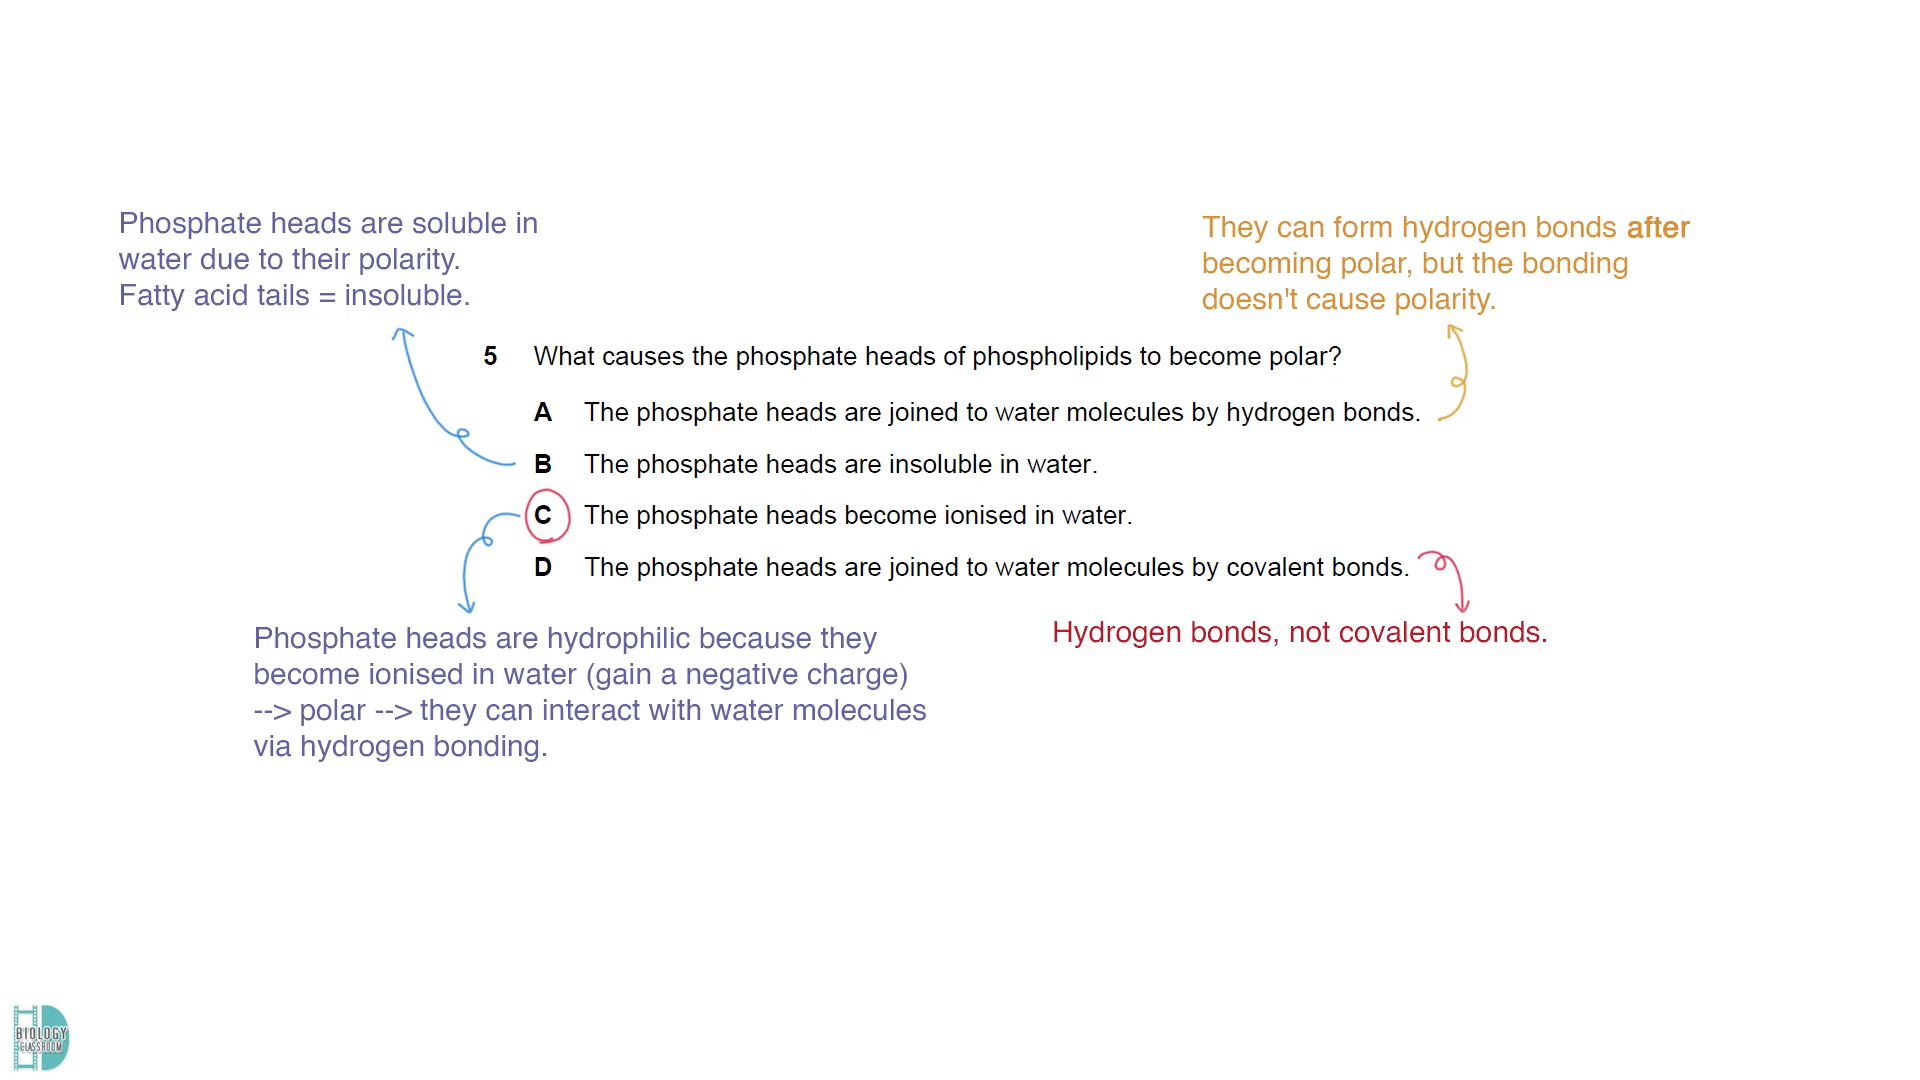 Phosphate heads are soluble in
water due to their polarity.
Fatty acid tails = insoluble.
They can form hydrogen bonds after
becoming polar, but the bonding
doesn't cause polarity.
5 What causes the phosphate heads of phospholipids to become polar?
A The phosphate heads are joined to water molecules by hydrogen bonds.
B The phosphate heads are insoluble in water.
C The phosphate heads become ionised in water.
D The phosphate heads are joined to water molecules by covalent bonds.
Phosphate heads are hydrophilic because they
become ionised in water (gain a negative charge)
--> polar --> they can interact with water molecules
via hydrogen bonding.
Hydrogen bonds, not covalent bonds.
BIOLOGY
CLASSROOM